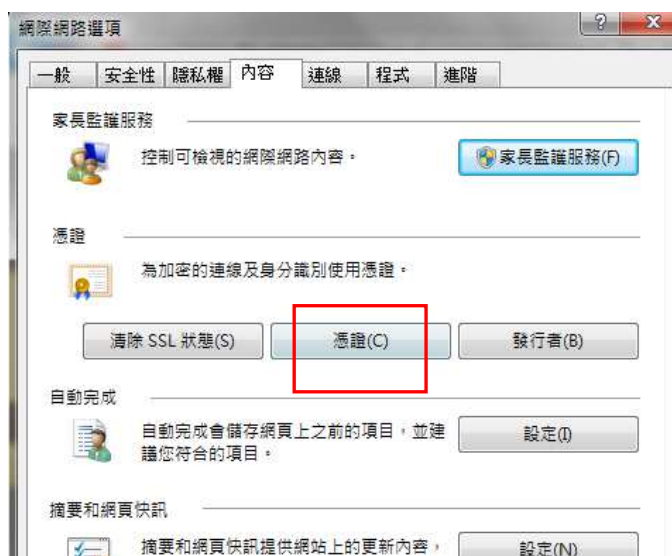 網際網路選項
一般 安全性 隱私權 內容 連線 程式 進階
家長監護服務
控制可檢視的網際網路內容。
家長監護服務(F)
憑證
為加密的連線及身分識別使用憑證。
清除 SSL 狀態(S) 憑證(C) 發行者(B)
自動完成
自動完成會儲存網頁上之前的項目，並建
議您符合的項目。
設定(I)
摘要和網頁快訊
摘要和網頁快訊提供網站上的更新內容，
設定(N)